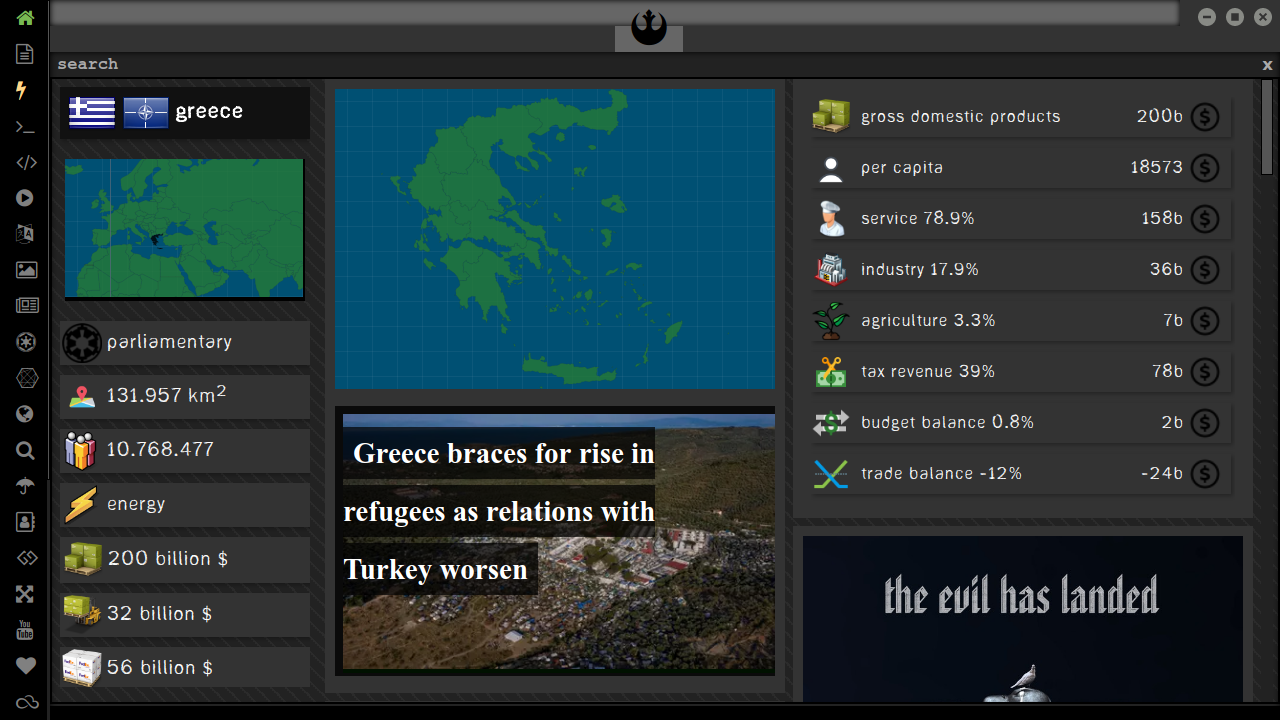 search
x
greece
parliamentary
131.957 km²
10.768.477
energy
200 billion $
32 billion $
56 billion $
Greece braces for rise in
refugees as relations with
Turkey worsen
gross domestic products 200b
per capita 18573
service 78.9% 158b
industry 17.9% 36b
agriculture 3.3% 7b
tax revenue 39% 78b
budget balance 0.8% 2b
trade balance -12% -24b
the evil has landed
You
Tube